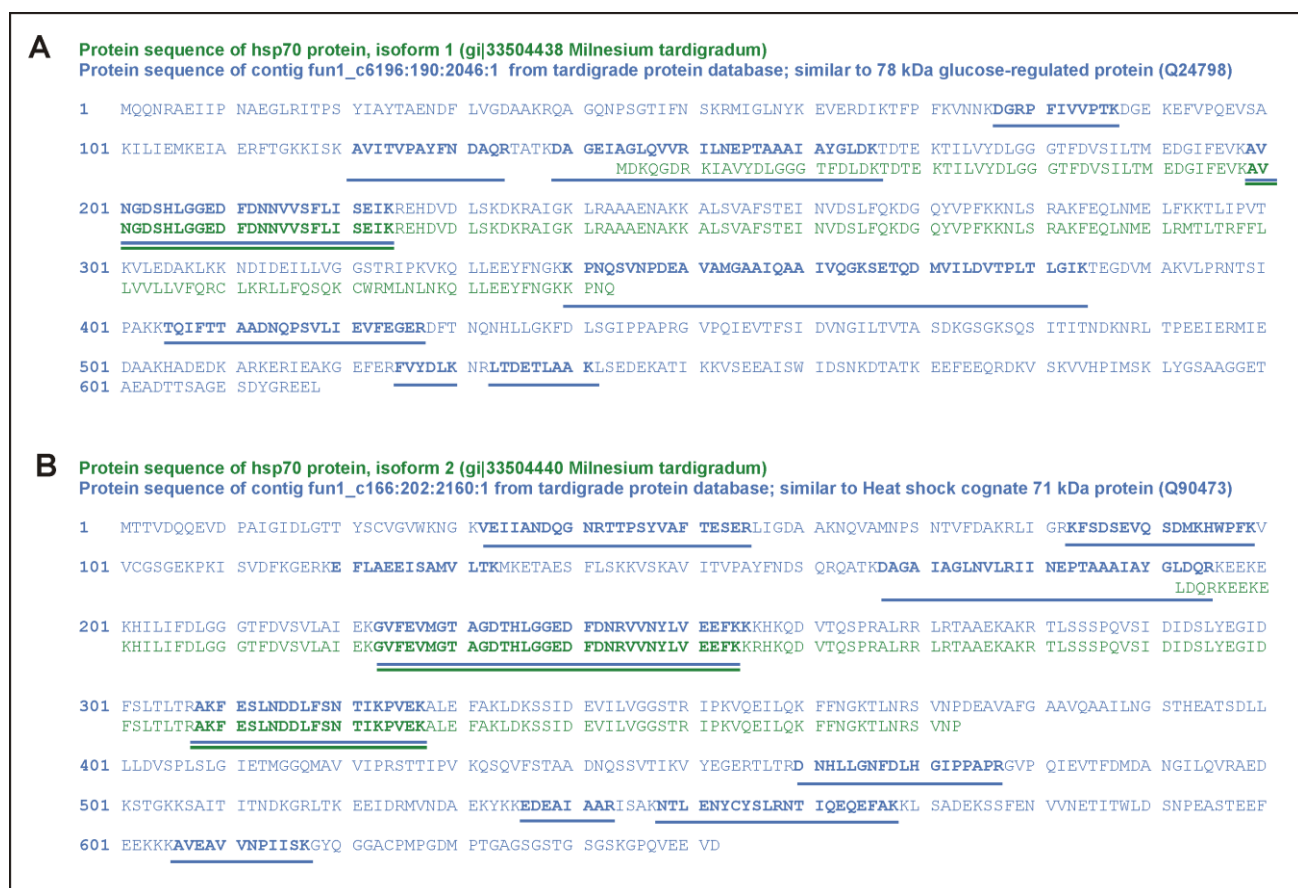 A
Protein sequence of hsp70 protein, isoform 1 (gi|33504438 Milnesium tardigradum)
Protein sequence of contig fun1_c6196:190:2046:1 from tardigrade protein database; similar to 78 kDa glucose-regulated protein (Q24798)
1 MQQNRAEIIP NAEGLRITPS YIAYTAENDF LVGDAAKRQA GQNPSGTIFN SKRMIGLNYK EVERDIKTFP FKVNNKDGRP FIVVPTKDGE KEFVPQEVSA
101 KILIEMKEIA ERFTGKKISK AVITVPAYFN DAQRTATKDA GEIAGLQVVR ILNEPTAAAI AYGLDKTDTE KTILVYDLGG GTFDVSILTM EDGIFEVKAV
MDKQGDR KIAVYDLGGG TFDLDKTDTE KTILVYDLGG GTFDVSILTM EDGIFEVKAV
201 NGDSHLGGED FDNNVVSFLI SEIKREHDVD LSKDKRAIGK LRAAAENAKK ALSVAFSTEI NVDSLFQKDG QYVPFKKNLS RAKFEQLNME LFKKTLIPVT
NGDSHLGGED FDNNVVSFLI SEIKREHDVD LSKDKRAIGK LRAAAENAKK ALSVAFSTEI NVDSLFQKDG QYVPFKKNLS RAKFEQLNME LRMTLTRFFL
301 KVLEDAKLKK NDIDEILLVG GSTRIPKVKQ LLEEYFNGKK PNQSVNPDEA VAMGAAIQAA IVQGKSETQD MVILDVTPLT LGIKTEGDVM AKVLPRNTSI
LVVLLVFQRC LKRLLFQSQK CWRMLNLNKQ LLEEYFNGKK PNQ
401 PAKKTQIFTT AADNQPSVLI EVFEGERDFT NQNHLLGKFD LSGIPPAPRG VPQIEVTFSI DVNGILTVTA SDKGSGKSQS ITITNDKNRL TPEEIERMIE
501 DAAKHADEDK ARKERIEAKG EFERFVYDLK NRLTDETLAA KLSEDEKATI KKVSEEAISW IDSNKDTATK EEFEEQRDKV SKVVHPIMSK LYGSAAGGET
601 AEADTTSAGE SDYGREEL
B
Protein sequence of hsp70 protein, isoform 2 (gi|33504440 Milnesium tardigradum)
Protein sequence of contig fun1_c166:202:2160:1 from tardigrade protein database; similar to Heat shock cognate 71 kDa protein (Q90473)
1 MTTVDQQEVD PAIGIDLGTT YSCVGVWKNG KVEIIANDQG NRTTPSYVAF TESERLIGDA AKNQVAMNPS NTVFDAKRLI GRKFSDSEVQ SDMKHWPFKV
101 VCGSGEKPKI SVDFKGERKE FLAEEISAMV LTKMKETAES FLSKKVSKAV ITVPAYFNDS QRQATKDAGA IAGLNVLRII NEPTAAAIAY GLDQRKEEKE
LDQRKEEKE
201 KHILIFDLGG GTFDVSVLAI EKGVFEVMGT AGDTHLGGED FDNRVVNYLV EEFKKKHKQD VTQSPRALRR LRTAAEKAKR TLSSSPQVSI DIDSLYEGID
KHILIFDLGG GTFDVSVLAI EKGVFEVMGT AGDTHLGGED FDNRVVNYLV EEFKKRHKQD VTQSPRALRR LRTAAEKAKR TLSSSPQVSI DIDSLYEGID
301 FSLTLTRAKF ESLNDDLFSN TIKPVEKALE FAKLDKSSID EVILVGGSTR IPKVQEILQK FFNGKTLNRS VNPDEAVAFG AAVQAAILNG STHEATSDLL
FSLTLTRAKF ESLNDDLFSN TIKPVEKALE FAKLDKSSID EVILVGGSTR IPKVQEILQK FFNGKTLNRS VNP
401 LLDVSPLSLG IETMGGQMAV VIPRSTTIPV KQSQVFSTAA DNQSSVTIKV YEGERTLTRD NHLLGNFDLH GIPPAPRGVP QIEVTFDMDA NGILQVRAED
501 KSTGKKSAIT ITNDKGRLTK EEIDRMVNDA EKYKKEDEAI AARISAKNTL ENYCYSLRNT IQEQEFAKKL SADEKSSFEN VVNETITWLD SNPEASTEEF
601 EEKKKAVEAV VNPIISKGYQ GGACPMPGDM PTGAGSGSTG SGSKGPQVEE VD